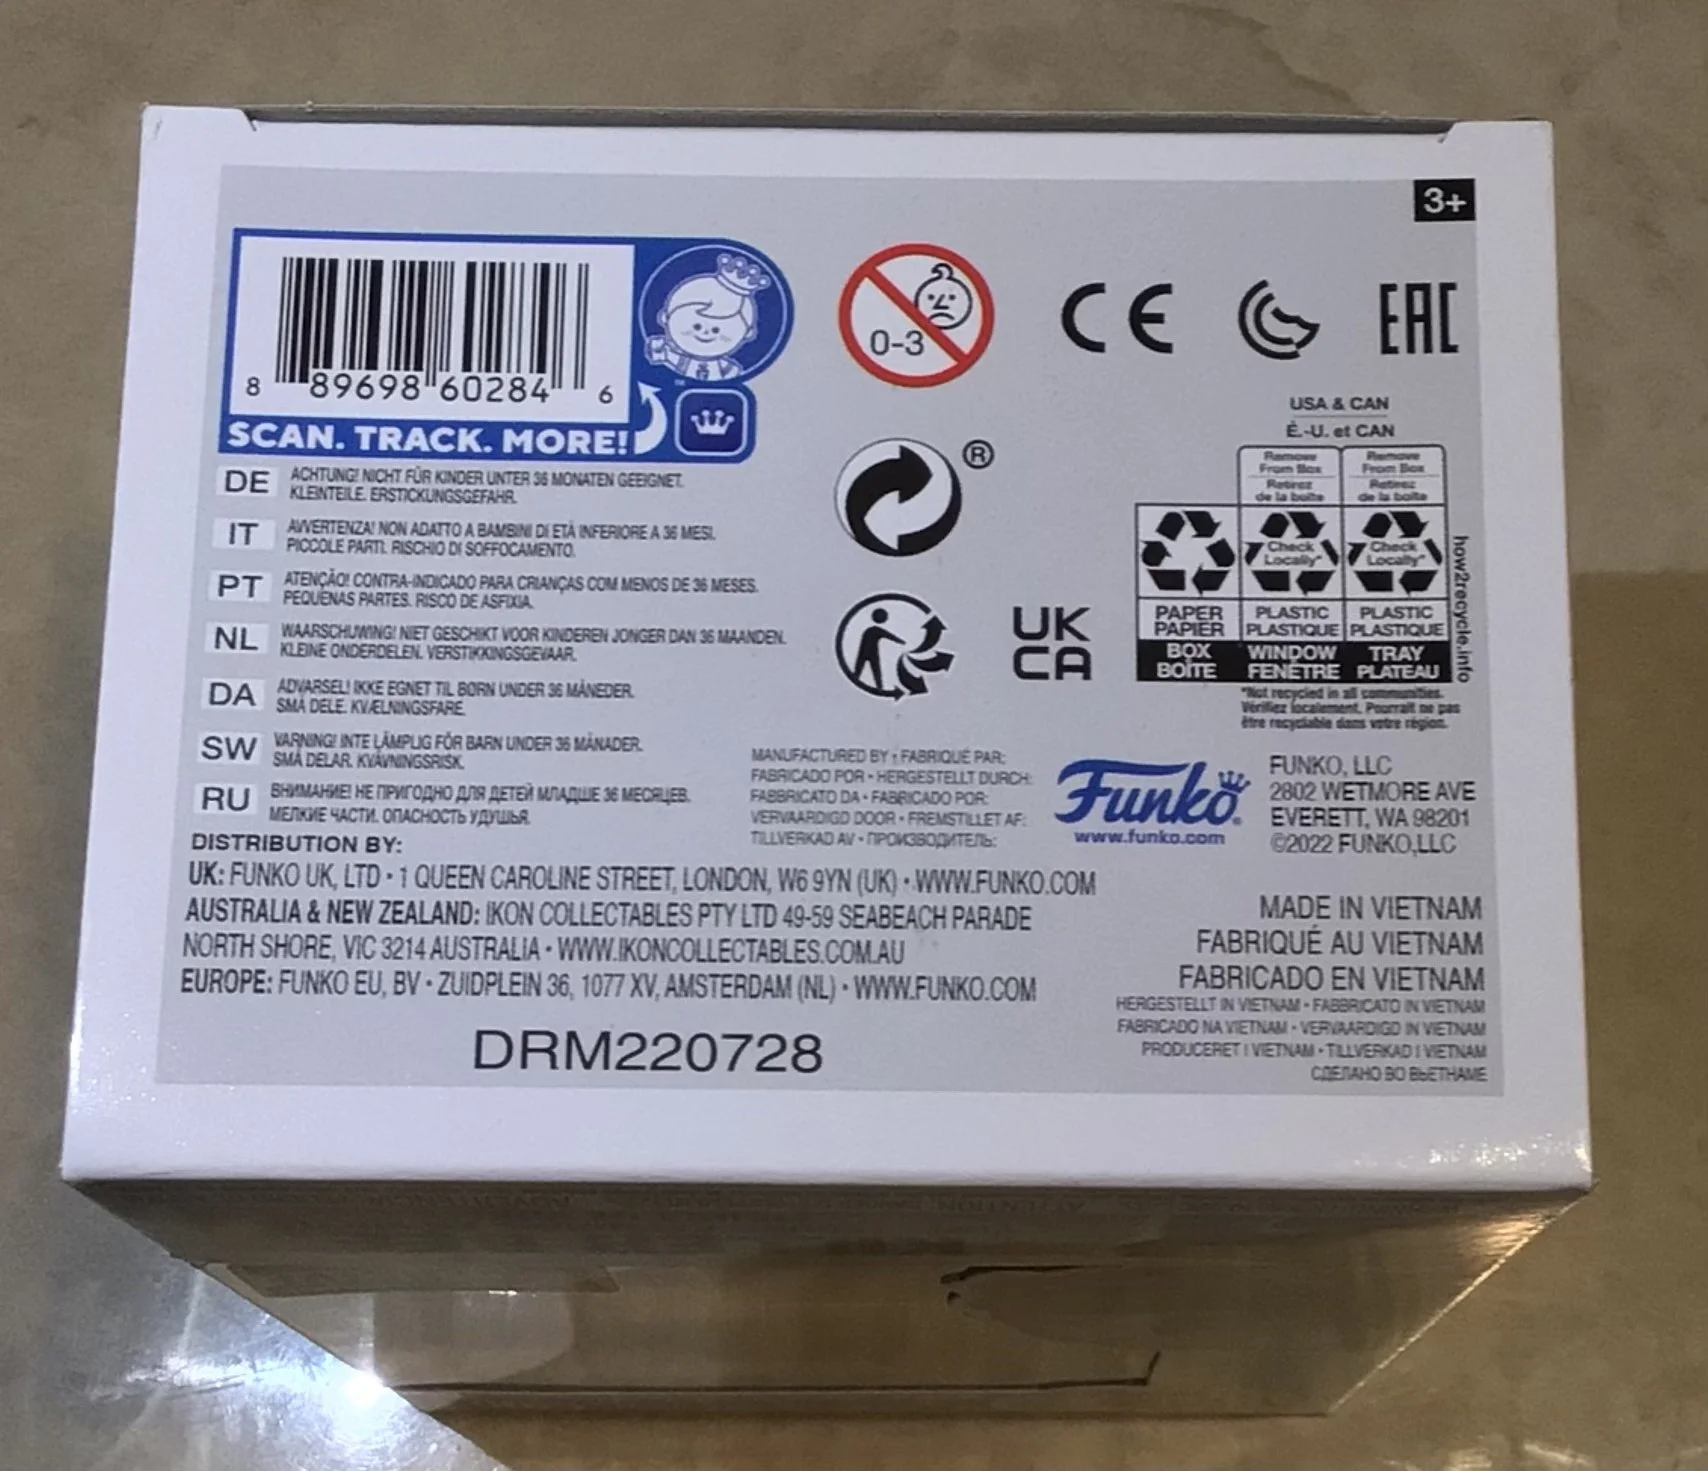 3+
8 89698 60284 6
SCAN. TRACK. MORE!
™
0-3
CE
EAC
USA & CAN
É.-U. et CAN
Remove
From Box
Retirez
de la boîte
Remove
From Box
Retirez
de la boîte
Check
Locally*
Check
Locally*
PAPER
PAPIER
PLASTIC
PLASTIQUE
PLASTIC
PLASTIQUE
BOX
BOÎTE
WINDOW
FENÊTRE
TRAY
PLATEAU
how2recycle.info
*Not recycled in all communities.
Vérifiez localement. Pourrait ne pas
être recyclable dans votre région.
®
UK
CA
DE ACHTUNG! NICHT FÜR KINDER UNTER 36 MONATEN GEEIGNET.
KLEINTEILE. ERSTICKUNGSGEFAHR.
IT AVVERTENZA! NON ADATTO A BAMBINI DI ETÀ INFERIORE A 36 MESI.
PICCOLE PARTI. RISCHIO DI SOFFOCAMENTO.
PT ATENÇÃO! CONTRA-INDICADO PARA CRIANÇAS COM MENOS DE 36 MESES.
PEQUENAS PARTES. RISCO DE ASFIXIA.
NL WAARSCHUWING! NIET GESCHIKT VOOR KINDEREN JONGER DAN 36 MAANDEN.
KLEINE ONDERDELEN. VERSTIKKINGSGEVAAR.
DA ADVARSEL! IKKE EGNET TIL BØRN UNDER 36 MÅNEDER.
SMÅ DELE. KVÆLNINGSFARE.
SW VARNING! INTE LÄMPLIG FÖR BARN UNDER 36 MÅNADER.
SMÅ DELAR. KVÄVNINGSRISK.
RU ВНИМАНИЕ! НЕ ПРИГОДНО ДЛЯ ДЕТЕЙ МЛАДШЕ 36 МЕСЯЦЕВ.
МЕЛКИЕ ЧАСТИ. ОПАСНОСТЬ УДУШЬЯ.
MANUFACTURED BY • FABRIQUÉ PAR:
FABRICADO POR • HERGESTELLT DURCH:
FABBRICATO DA • FABRICADO POR:
VERVAARDIGD DOOR • FREMSTILLET AF:
TILLVERKAD AV • ПРОИЗВОДИТЕЛЬ:
Funko
www.funko.com
FUNKO, LLC
2802 WETMORE AVE
EVERETT, WA 98201
©2022 FUNKO,LLC
DISTRIBUTION BY:
UK: FUNKO UK, LTD • 1 QUEEN CAROLINE STREET, LONDON, W6 9YN (UK) • WWW.FUNKO.COM
AUSTRALIA & NEW ZEALAND: IKON COLLECTABLES PTY LTD 49-59 SEABEACH PARADE
NORTH SHORE, VIC 3214 AUSTRALIA • WWW.IKONCOLLECTABLES.COM.AU
EUROPE: FUNKO EU, BV • ZUIDPLEIN 36, 1077 XV, AMSTERDAM (NL) • WWW.FUNKO.COM
MADE IN VIETNAM
FABRIQUÉ AU VIETNAM
FABRICADO EN VIETNAM
HERGESTELLT IN VIETNAM • FABBRICATO IN VIETNAM
FABRICADO NA VIETNAM • VERVAARDIGD IN VIETNAM
PRODUCERET I VIETNAM • TILLVERKAD I VIETNAM
СДЕЛАНО ВО ВЬЕТНАМЕ
DRM220728